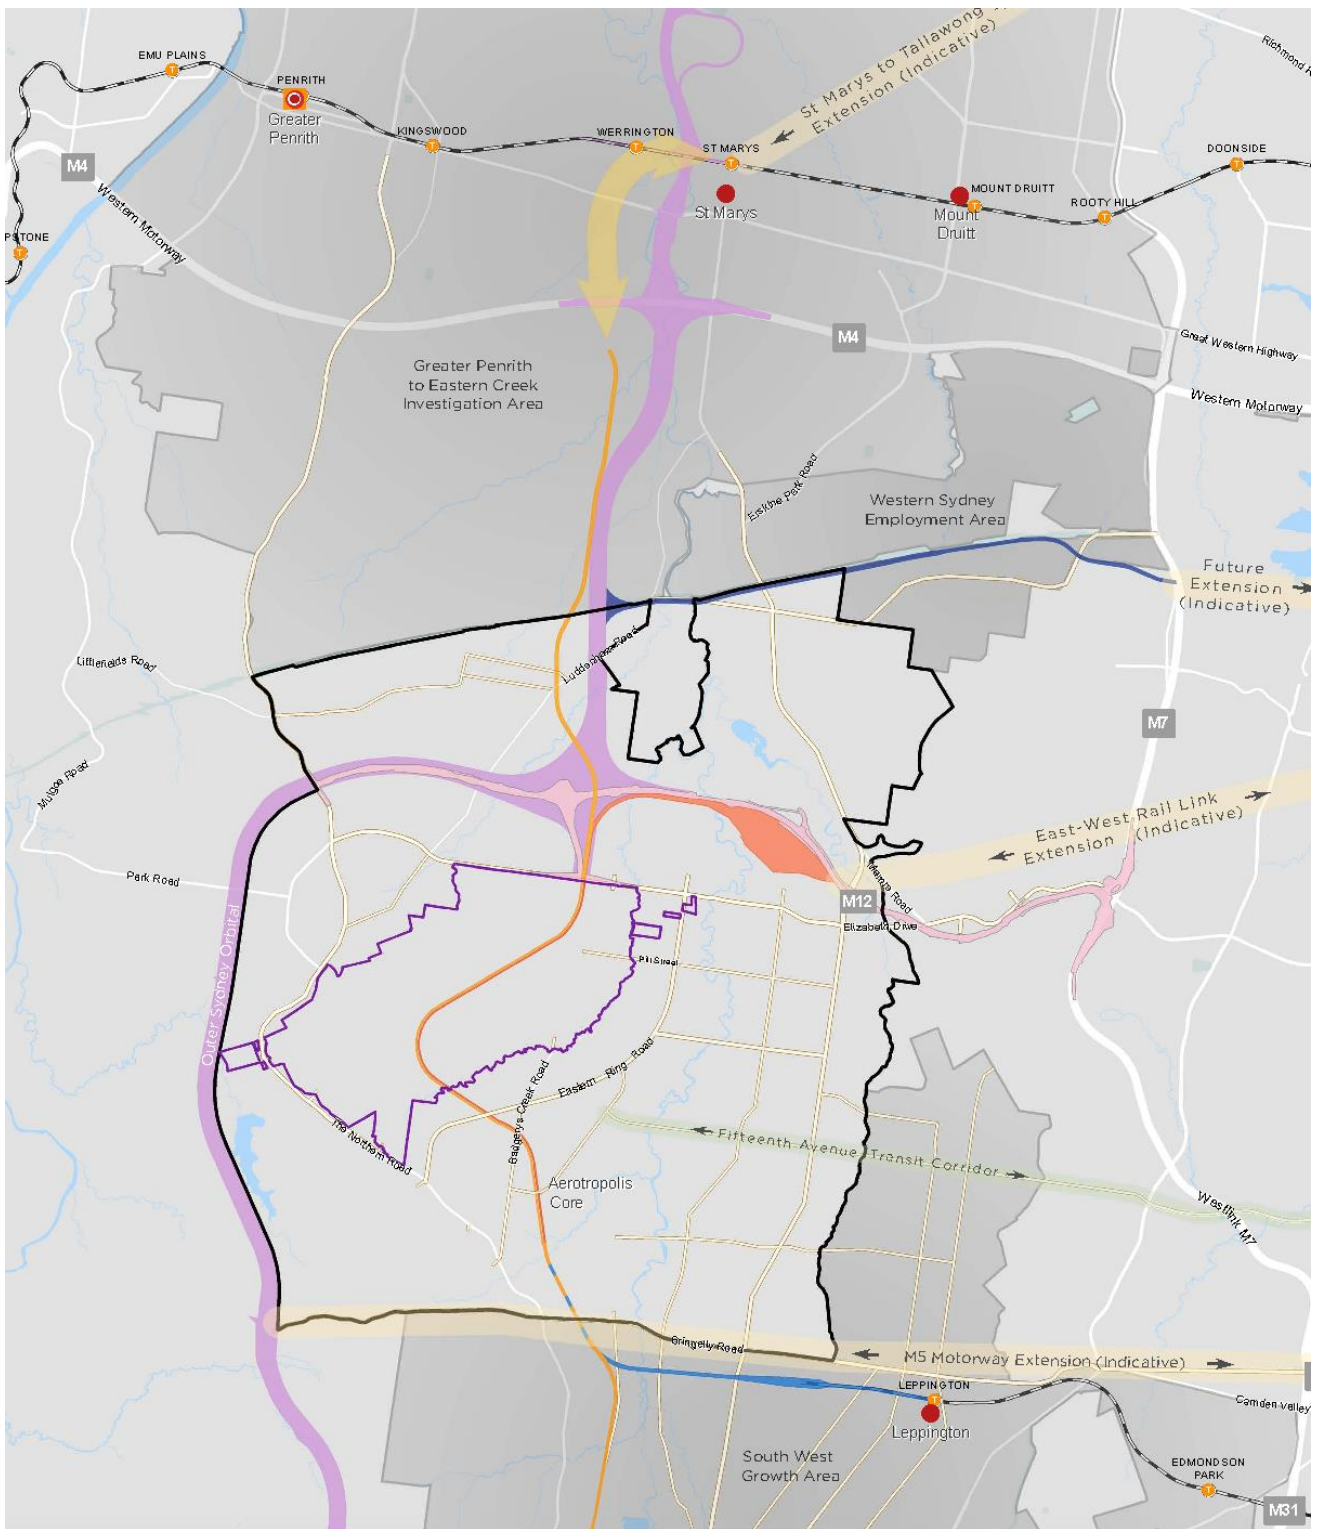 St Marys to Tallawong
Extension (Indicative)
Richmond R
EMU PLAINS
PENRITH
Greater
Penrith
KINGSWOOD
WERRINGTON
ST MARYS
St Marys
MOUNT DRUITT
Mount
Druitt
ROOTY HILL
DOONSIDE
M4
Western Motorway
PSTONE
M4
Great Western Highway
Western Motorway
Greater Penrith
to Eastern Creek
Investigation Area
Erskine Park Road
Western Sydney
Employment Area
Future
Extension
(Indicative)
Luddenham Road
Littlefields Road
M7
Mulgoa Road
East-West Rail Link
Extension (Indicative)
Park Road
Mamre Road
M12
Elizabeth Drive
Outer Sydney Orbital
Pitt Street
Eastern Ring Road
Badgerys Creek Road
The Northern Road
Fifteenth Avenue Transit Corridor
Aerotropolis
Core
Westlink M7
Bringelly Road
M5 Motorway Extension (Indicative)
LEPPINGTON
Leppington
Camden Valley
South West
Growth Area
EDMONDSON
PARK
M31